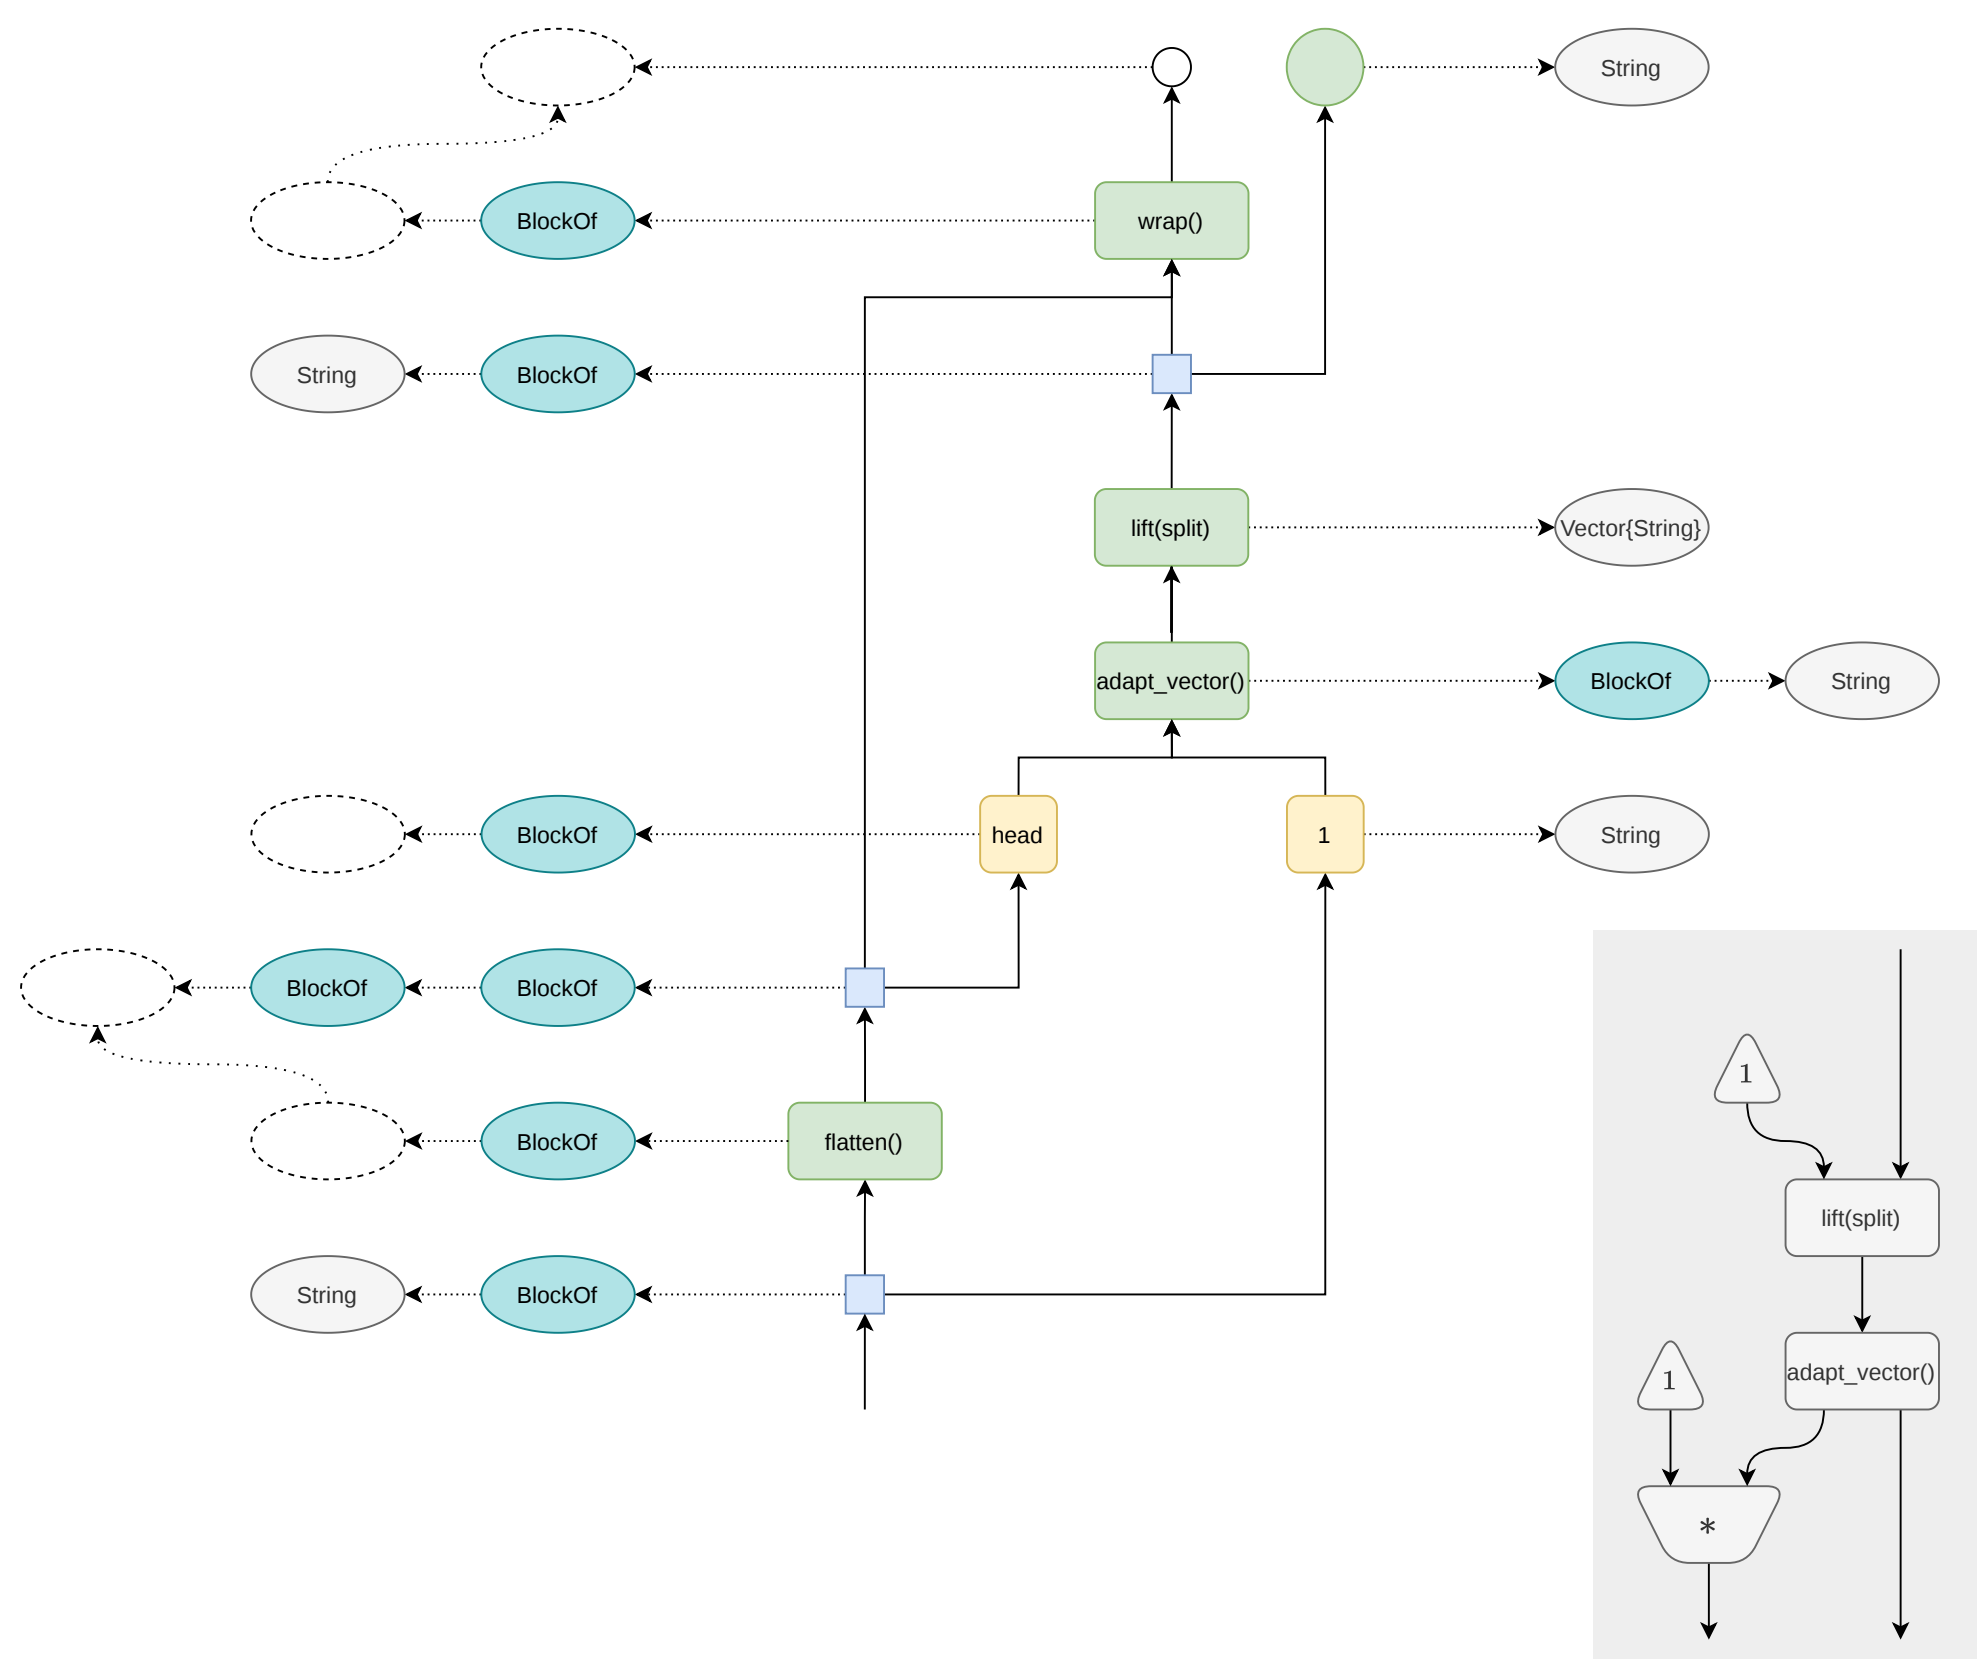 String
BlockOf
wrap()
String
BlockOf
lift(split)
Vector{String}
adapt_vector()
BlockOf
String
BlockOf
head
1
String
BlockOf
BlockOf
1
BlockOf
flatten()
lift(split)
String
BlockOf
1
adapt_vector()
*